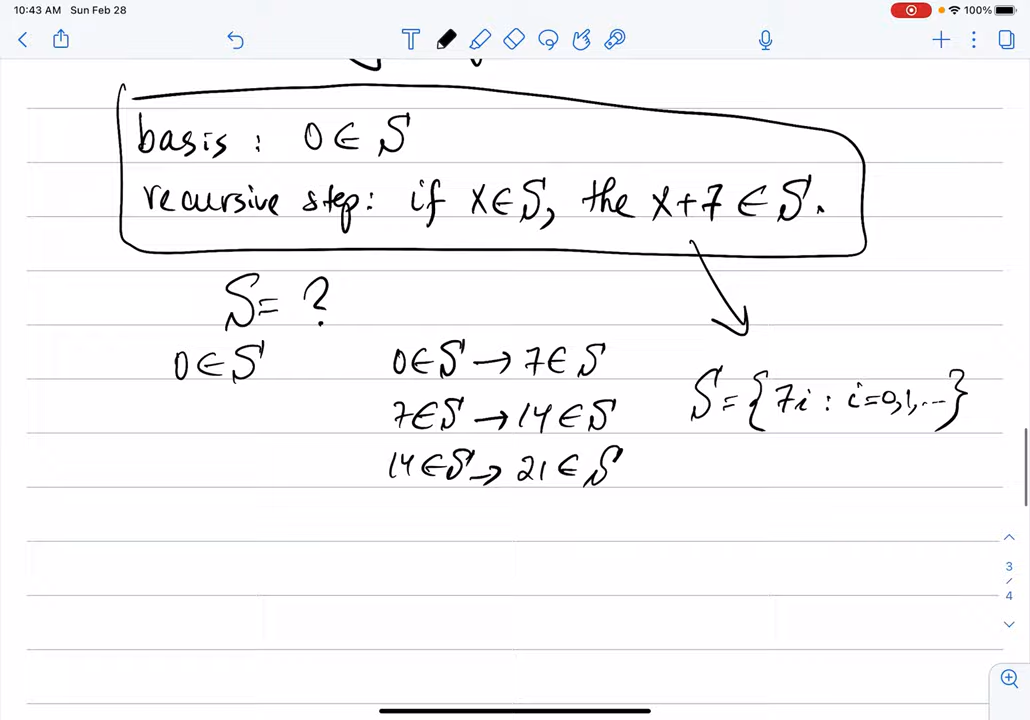 10:43 AM Sun Feb 28
100%
T
basis: 0 ∈ S
recursive step: if x ∈ S, the x+7 ∈ S.
S = ?
0 ∈ S
0 ∈ S → 7 ∈ S
7 ∈ S → 14 ∈ S
14 ∈ S → 21 ∈ S
S = {7i : i=0,1,...}
3
/
4